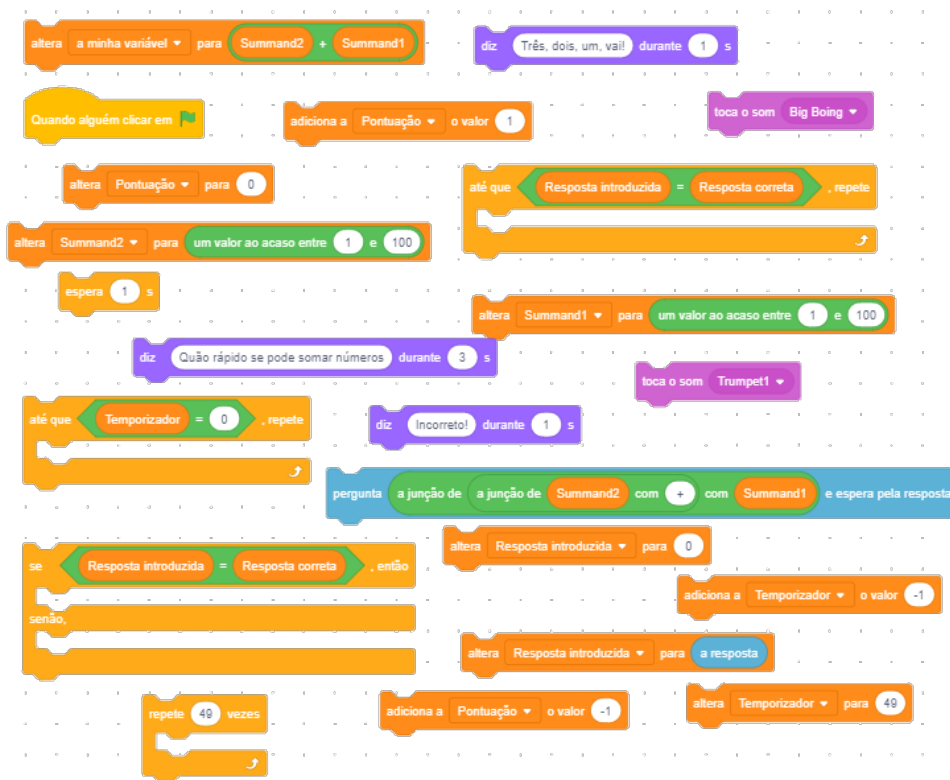 altera a minha variável para Summand2 + Summand1
diz Três, dois, um, vai! durante 1 s
Quando alguém clicar em
adiciona a Pontuação o valor 1
toca o som Big Boing
altera Pontuação para 0
até que Resposta introduzida = Resposta correta , repete
altera Summand2 para um valor ao acaso entre 1 e 100
espera 1 s
altera Summand1 para um valor ao acaso entre 1 e 100
diz Quão rápido se pode somar números durante 3 s
toca o som Trumpet1
até que Temporizador = 0 , repete
diz Incorreto! durante 1 s
pergunta a junção de a junção de Summand2 com + com Summand1 e espera pela resposta
altera Resposta introduzida para 0
se Resposta introduzida = Resposta correta , então
senão,
adiciona a Temporizador o valor -1
altera Resposta introduzida para a resposta
repete 49 vezes
adiciona a Pontuação o valor -1
altera Temporizador para 49